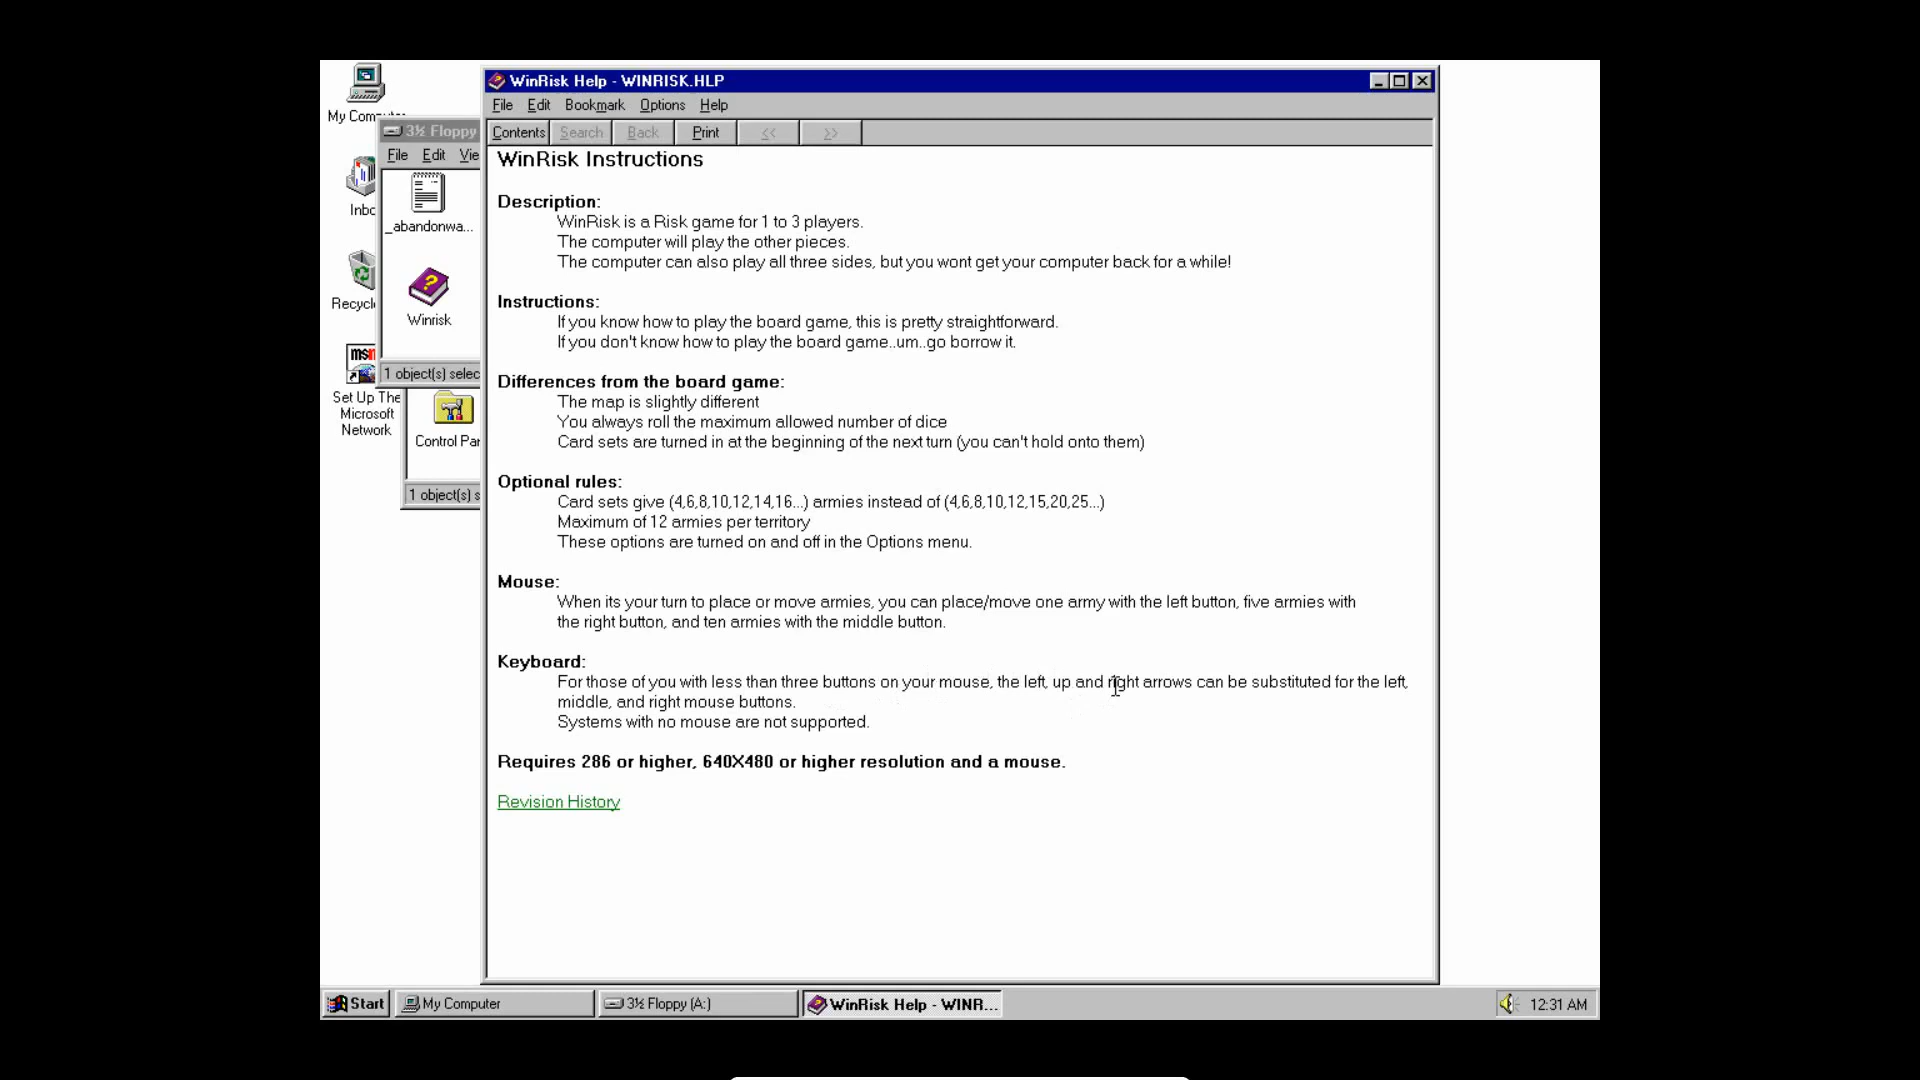 My Computer
Inbo
Recycl
msn
Set Up The
Microsoft
Network
3½ Floppy
File Edit Vie
_abandonwa...
Winrisk
1 object(s) selec
Control Pan
1 object(s) s
WinRisk Help - WINRISK.HLP
File Edit Bookmark Options Help
Contents Search Back Print << >>
WinRisk Instructions
Description:
WinRisk is a Risk game for 1 to 3 players.
The computer will play the other pieces.
The computer can also play all three sides, but you wont get your computer back for a while!
Instructions:
If you know how to play the board game, this is pretty straightforward.
If you don't know how to play the board game..um..go borrow it.
Differences from the board game:
The map is slightly different
You always roll the maximum allowed number of dice
Card sets are turned in at the beginning of the next turn (you can't hold onto them)
Optional rules:
Card sets give (4,6,8,10,12,14,16...) armies instead of (4,6,8,10,12,15,20,25...)
Maximum of 12 armies per territory
These options are turned on and off in the Options menu.
Mouse:
When its your turn to place or move armies, you can place/move one army with the left button, five armies with
the right button, and ten armies with the middle button.
Keyboard:
For those of you with less than three buttons on your mouse, the left, up and right arrows can be substituted for the left,
middle, and right mouse buttons.
Systems with no mouse are not supported.
Requires 286 or higher, 640X480 or higher resolution and a mouse.
Revision History
Start My Computer 3½ Floppy (A:) WinRisk Help - WINR... 12:31 AM